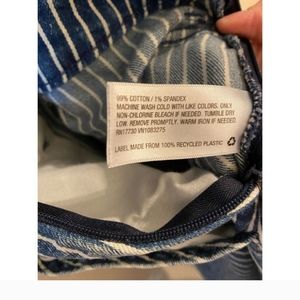 99% COTTON / 1% SPANDEX
MACHINE WASH COLD WITH LIKE COLORS. ONLY
NON-CHLORINE BLEACH IF NEEDED. TUMBLE DRY
LOW. REMOVE PROMPTLY. WARM IRON IF NEEDED.
RN17730 VN1083275
LABEL MADE FROM 100% RECYCLED PLASTIC